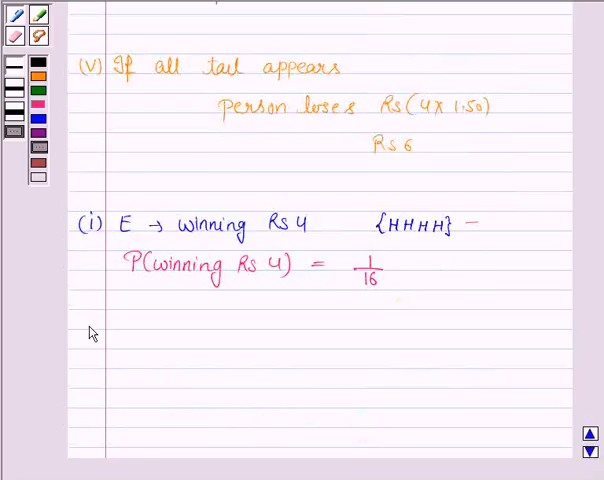 (V) If all tail appears
person loses Rs (4 x 1.50)
Rs 6
(i) E → winning Rs 4 {HHHH} –
P(winning Rs 4) = 1/16